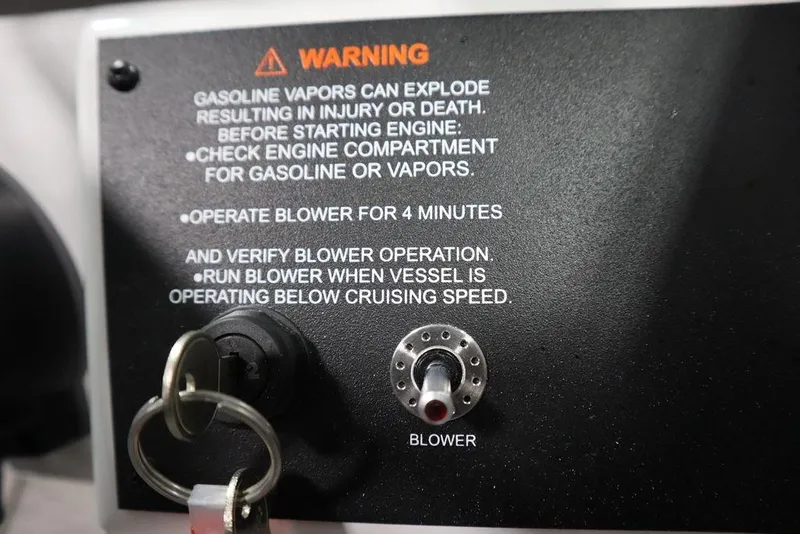 WARNING
GASOLINE VAPORS CAN EXPLODE
RESULTING IN INJURY OR DEATH.
BEFORE STARTING ENGINE:
•CHECK ENGINE COMPARTMENT
FOR GASOLINE OR VAPORS.
•OPERATE BLOWER FOR 4 MINUTES
AND VERIFY BLOWER OPERATION.
•RUN BLOWER WHEN VESSEL IS
OPERATING BELOW CRUISING SPEED.
2
BLOWER